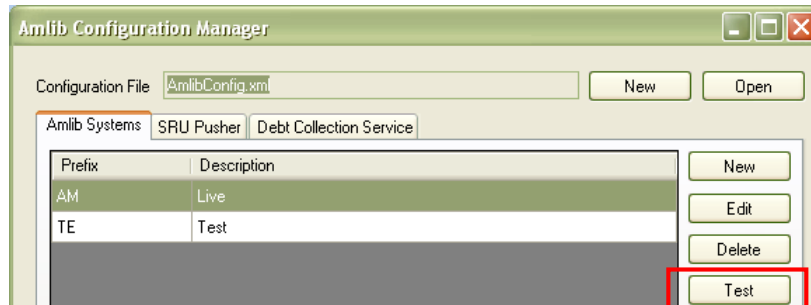 Amlib Configuration Manager
Configuration File AmlibConfig.xml New Open
Amlib Systems SRU Pusher Debt Collection Service
Prefix Description New
AM Live
Edit
TE Test
Delete
Test